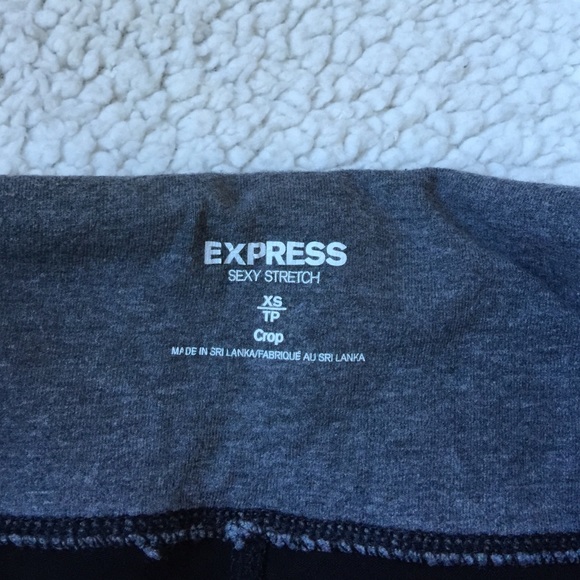 EXPRESS
SEXY STRETCH
XS
TP
Crop
MADE IN SRI LANKA/FABRIQUÉ AU SRI LANKA